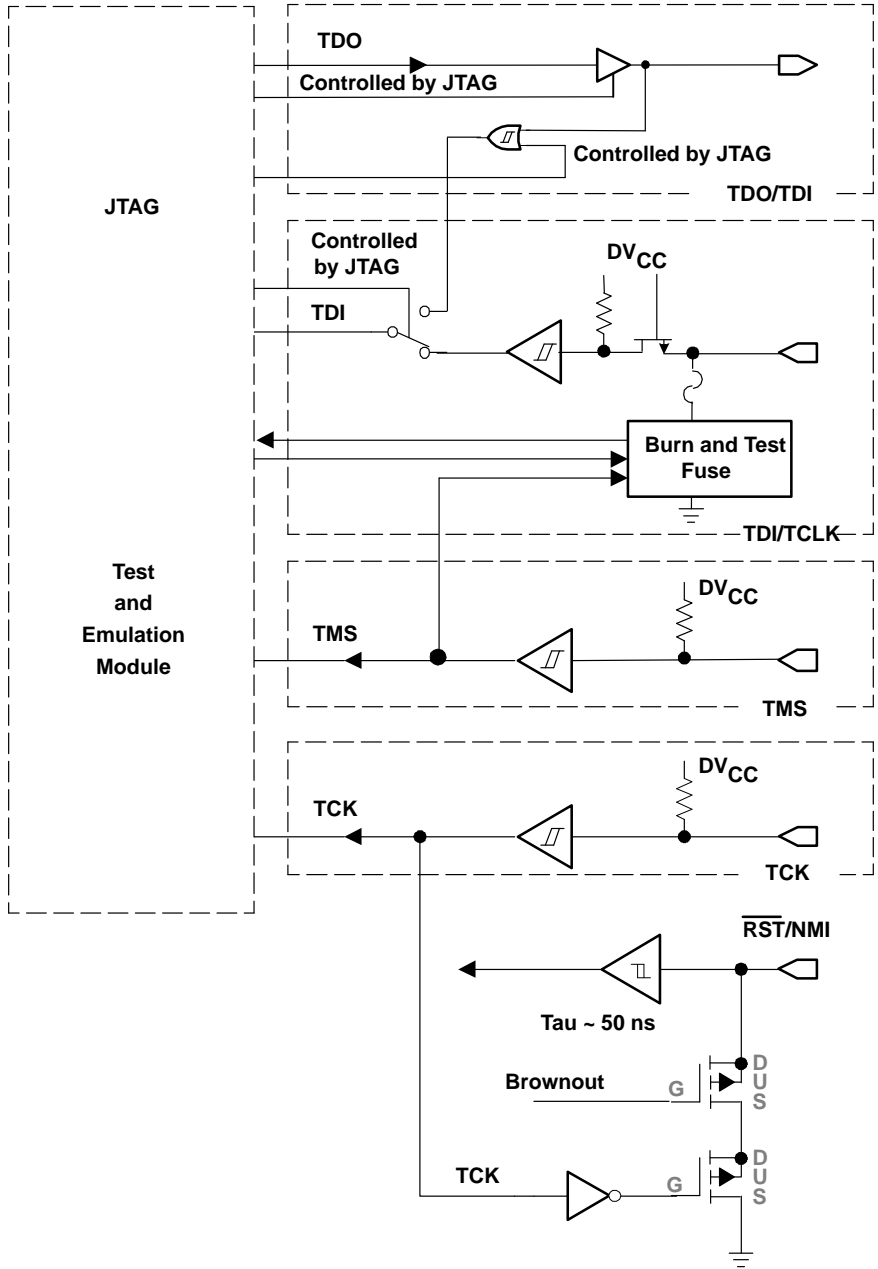 TDO
Controlled by JTAG
Controlled by JTAG
TDO/TDI
JTAG
Controlled
by JTAG
TDI
DVCC
Burn and Test
Fuse
TDI/TCLK
Test
and
Emulation
Module
TMS
DVCC
TMS
TCK
DVCC
TCK
RST/NMI
Tau ~ 50 ns
Brownout
G
D
U
S
TCK
G
D
U
S